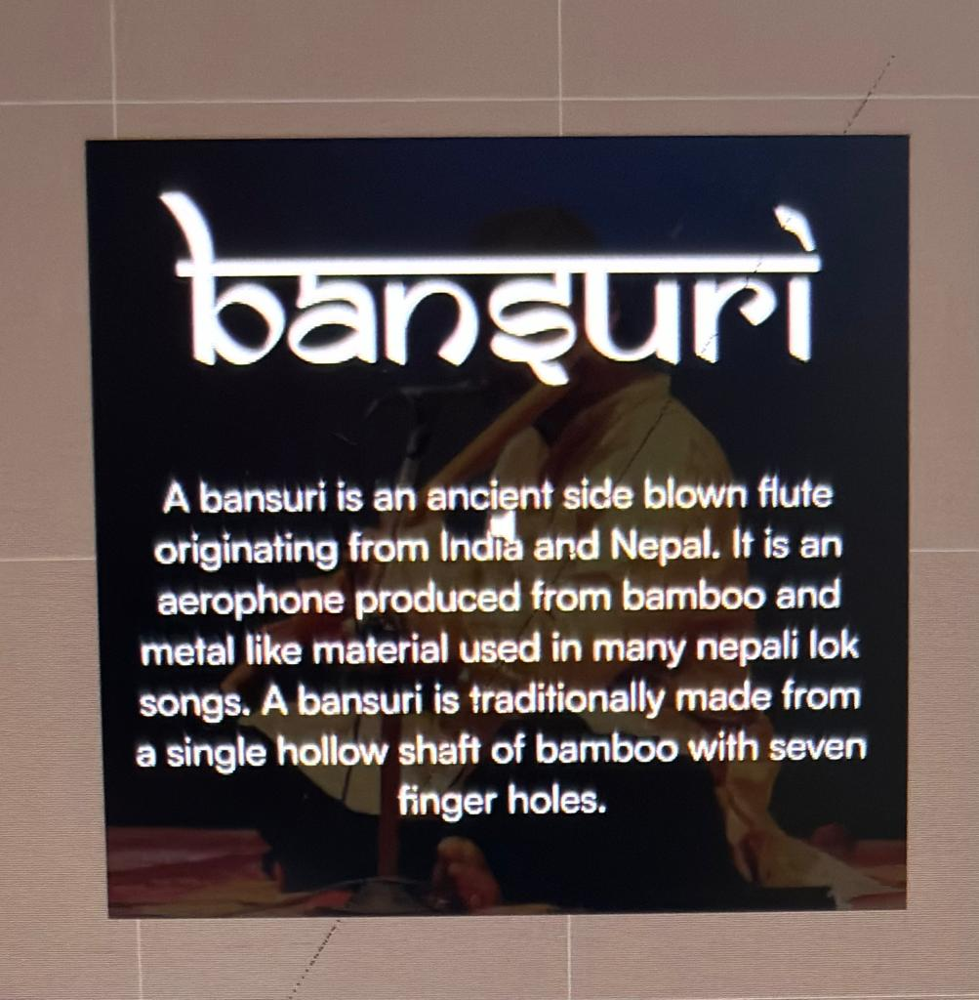 bansuri
A bansuri is an ancient side blown flute
originating from India and Nepal. It is an
aerophone produced from bamboo and
metal like material used in many nepali lok
songs. A bansuri is traditionally made from
a single hollow shaft of bamboo with seven
finger holes.